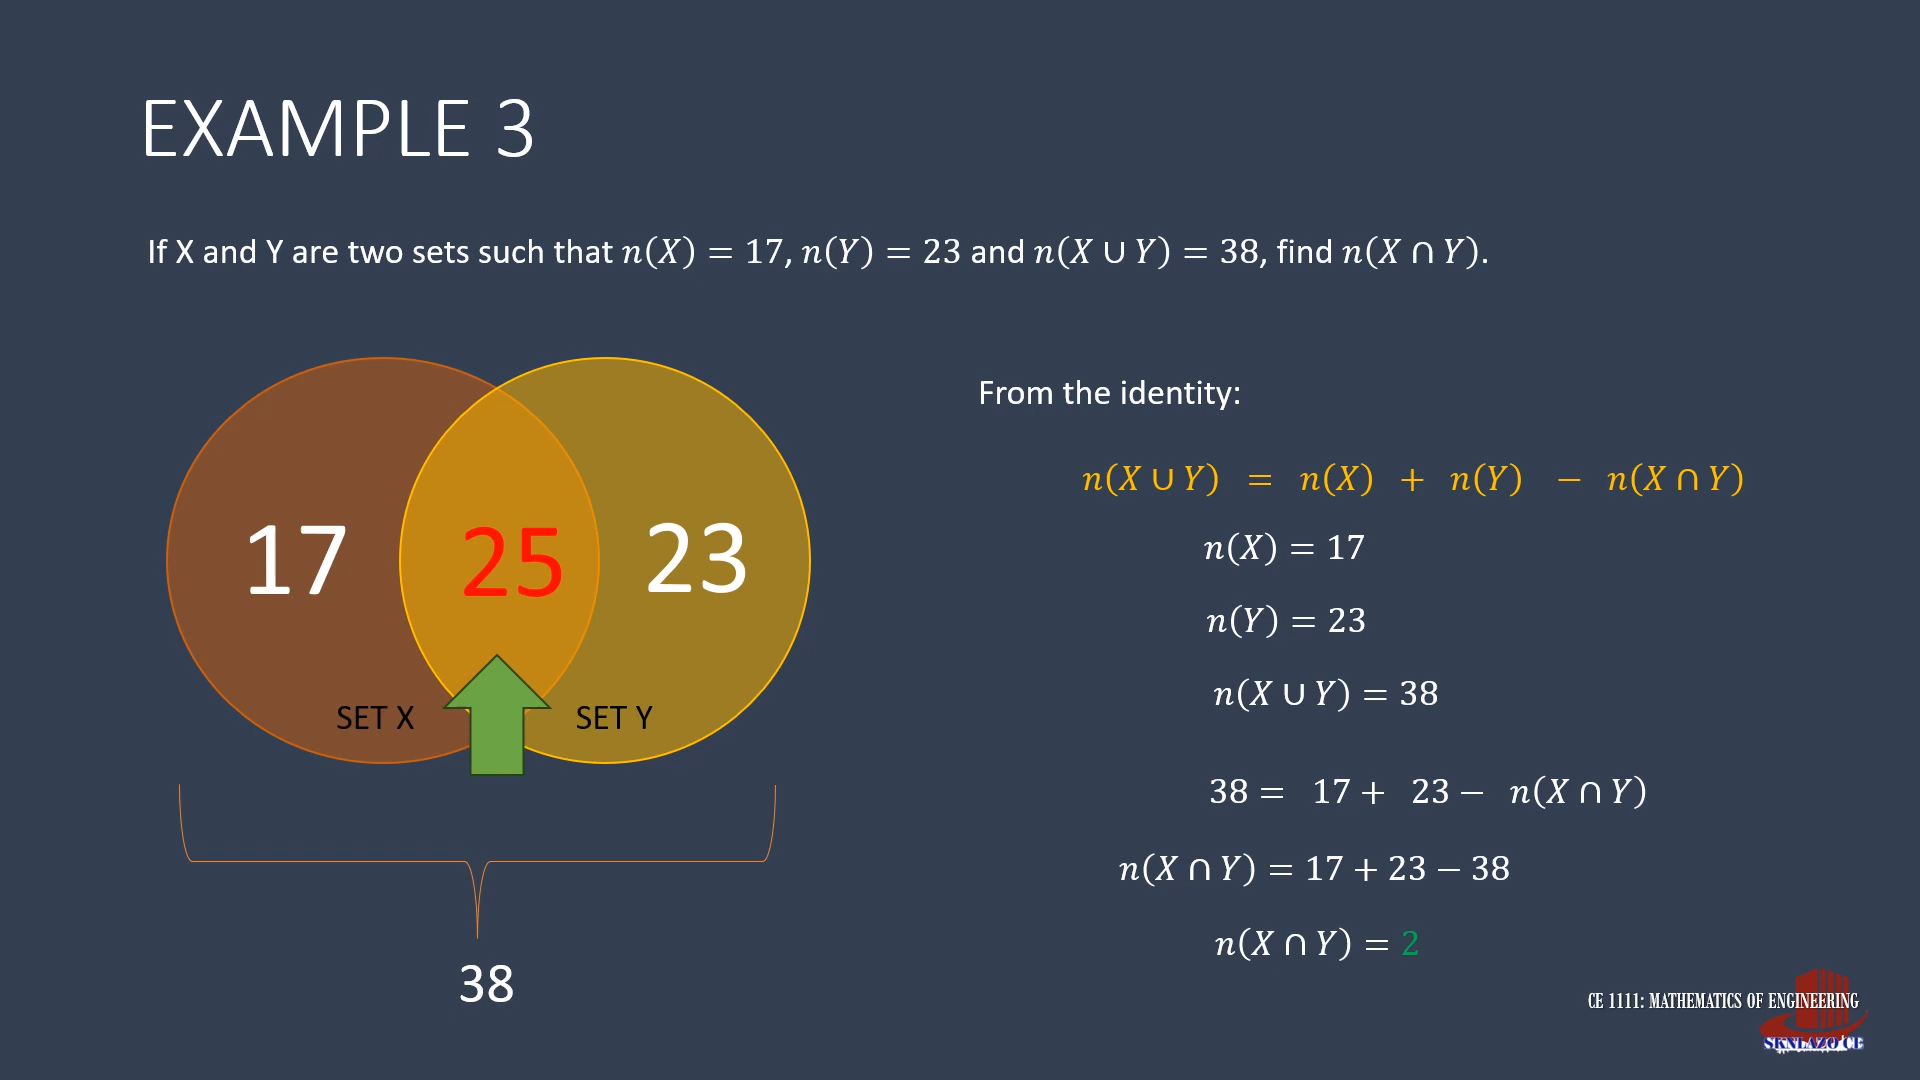 EXAMPLE 3
If X and Y are two sets such that n(X) = 17, n(Y) = 23 and n(X ∪ Y) = 38, find n(X ∩ Y).
17 25 23
SET X SET Y
38
From the identity:
n(X ∪ Y) = n(X) + n(Y) − n(X ∩ Y)
n(X) = 17
n(Y) = 23
n(X ∪ Y) = 38
38 = 17 + 23 − n(X ∩ Y)
n(X ∩ Y) = 17 + 23 − 38
n(X ∩ Y) = 2
CE 1111: MATHEMATICS OF ENGINEERING
SKNLAZO CE